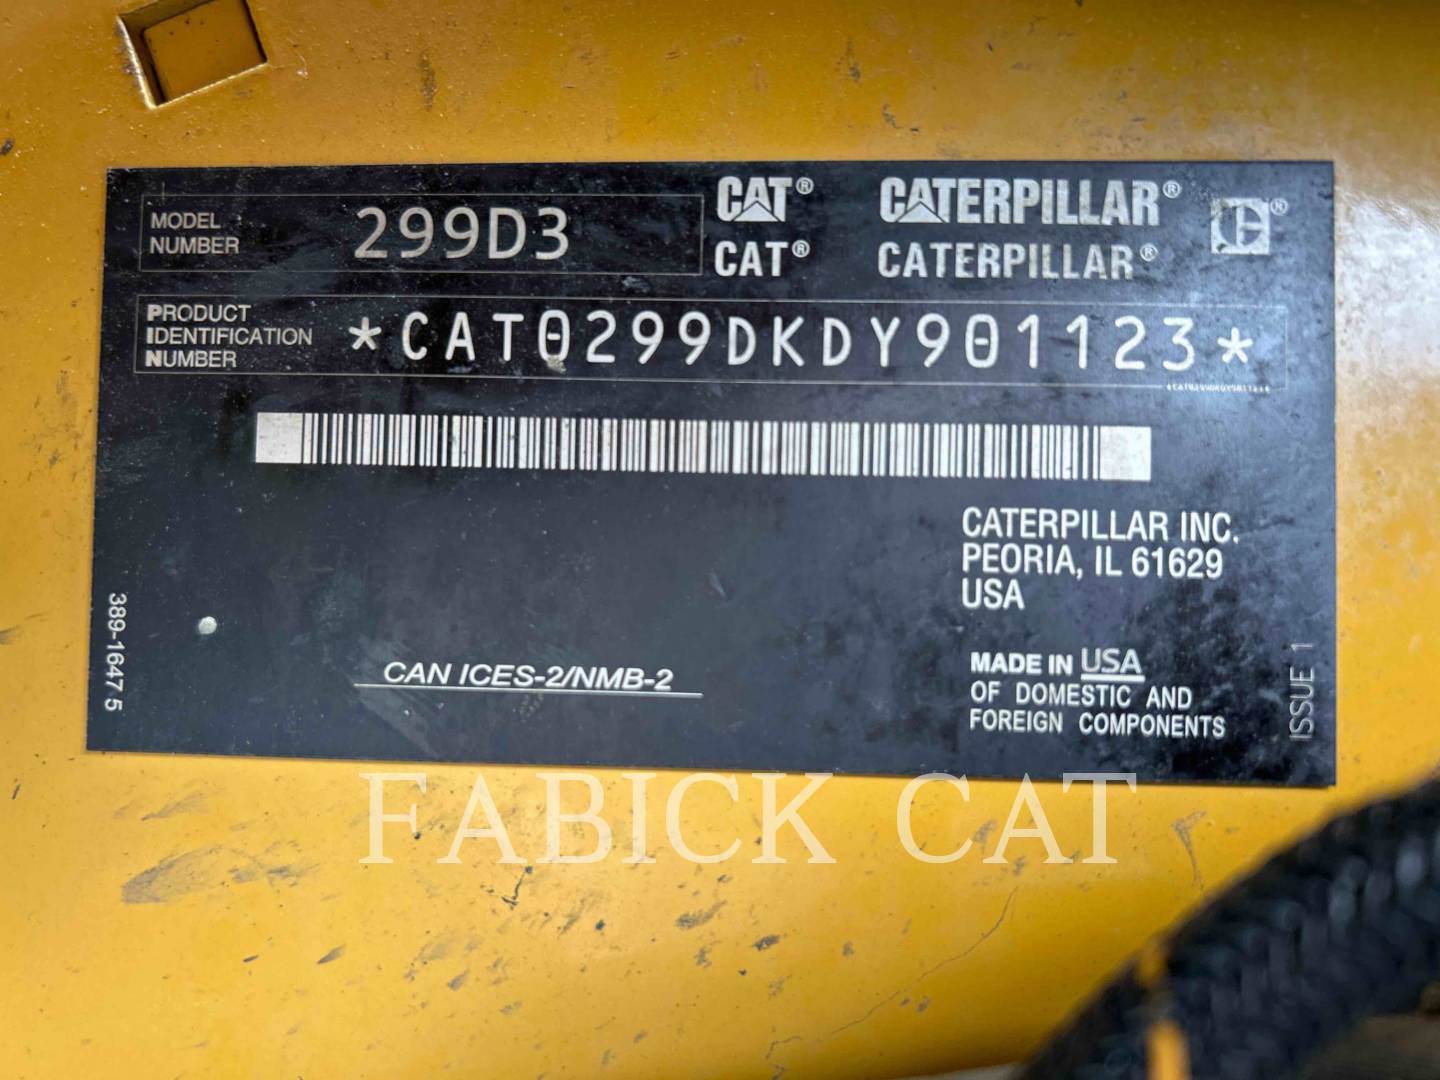 MODEL
NUMBER
299D3
CAT® CATERPILLAR® ®
CAT® CATERPILLAR®
PRODUCT
IDENTIFICATION
NUMBER
*CAT0299DKDY901123*
CATERPILLAR INC.
PEORIA, IL 61629
USA
389-1647 5
CAN ICES-2/NMB-2
MADE IN USA
OF DOMESTIC AND
FOREIGN COMPONENTS
ISSUE 1
FABICK CAT